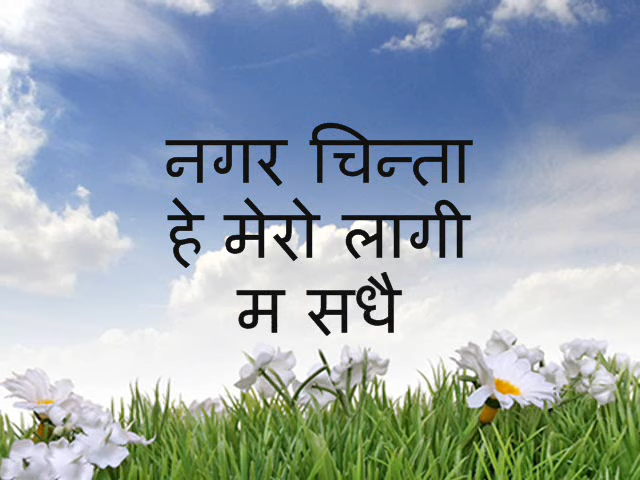 नगर चिन्ता
हे मेरो लागी
म सधै